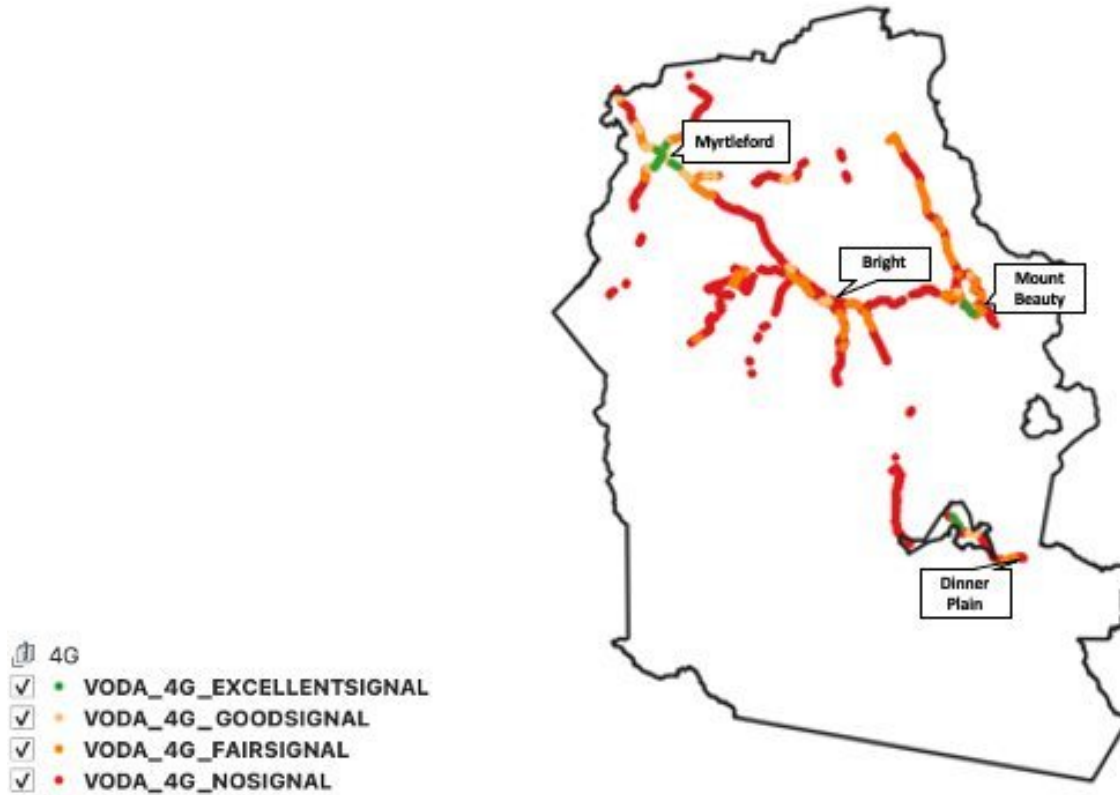 Myrtleford
Bright
Mount
Beauty
Dinner
Plain
4G
VODA_4G_EXCELLENTSIGNAL
VODA_4G_GOODSIGNAL
VODA_4G_FAIRSIGNAL
VODA_4G_NOSIGNAL